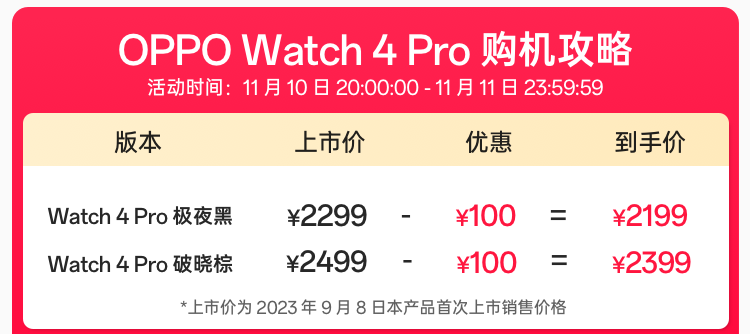 OPPO Watch 4 Pro 购机攻略
活动时间：11 月 10 日 20:00:00 - 11 月 11 日 23:59:59
版本 上市价 优惠 到手价
Watch 4 Pro 极夜黑 ¥2299 - ¥100 = ¥2199
Watch 4 Pro 破晓棕 ¥2499 - ¥100 = ¥2399
*上市价为 2023 年 9 月 8 日本产品首次上市销售价格